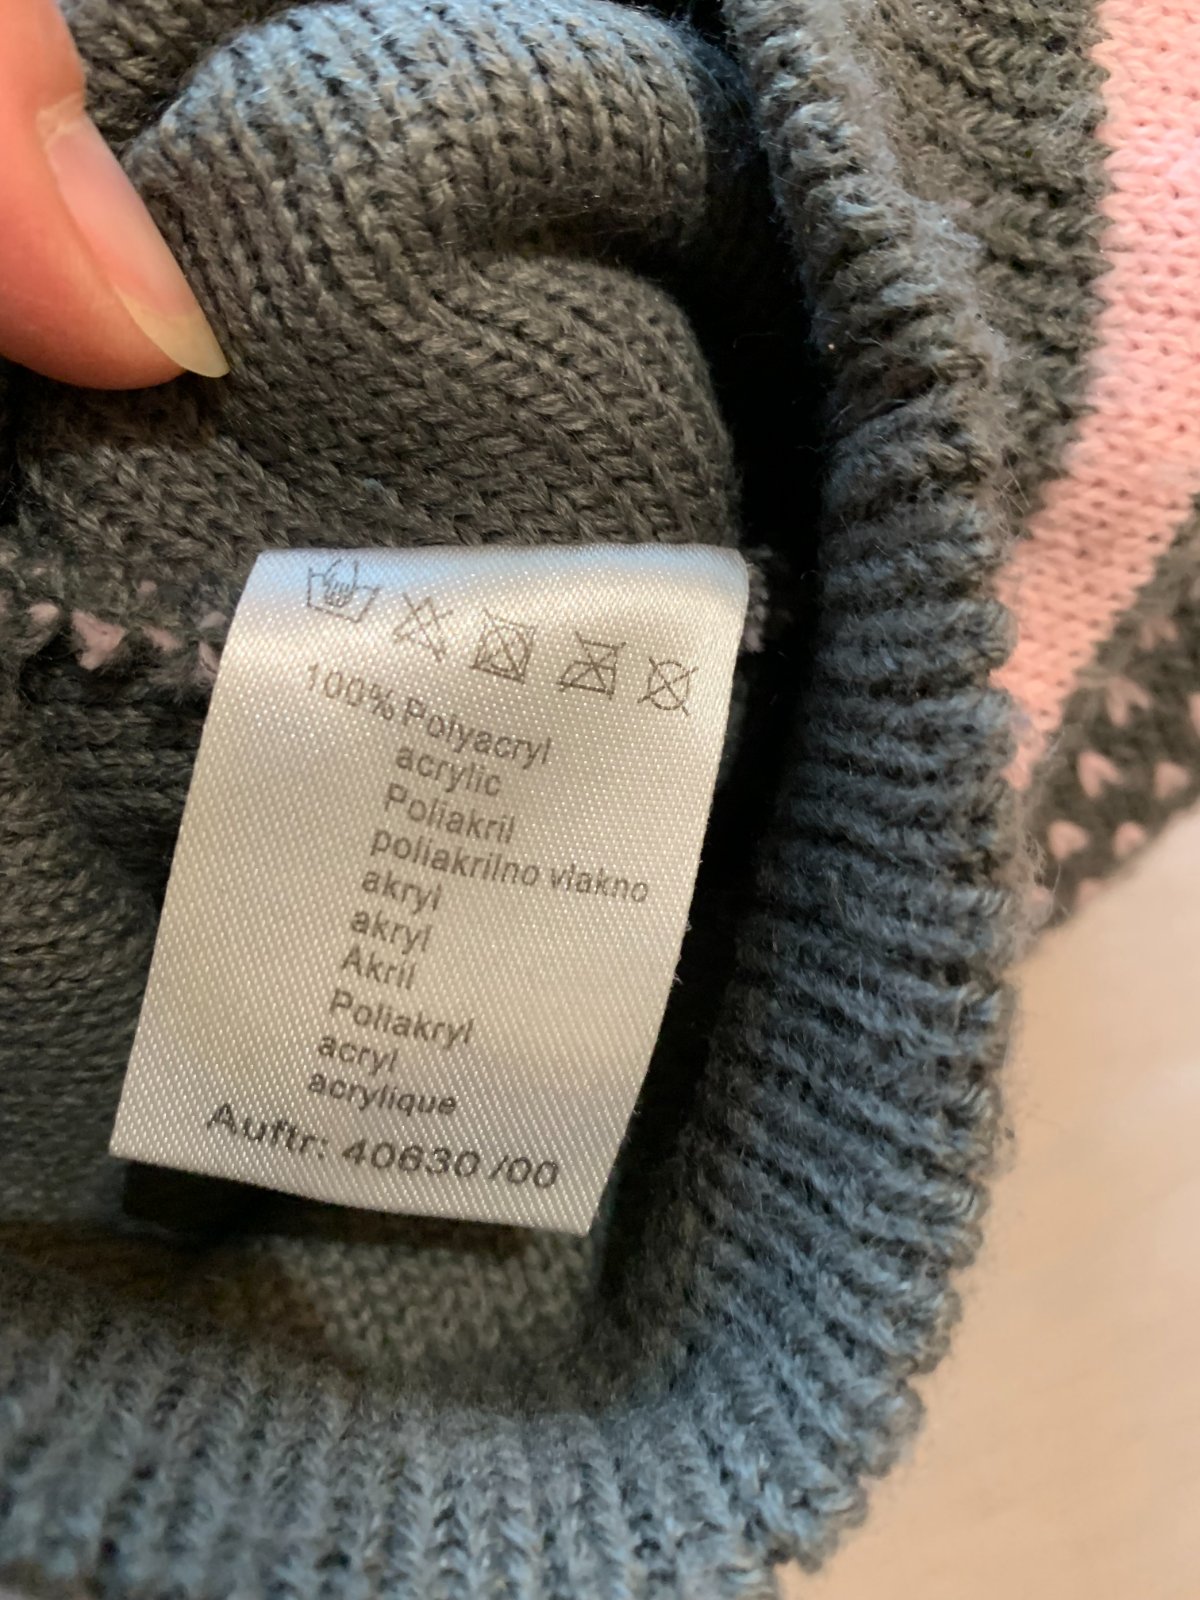 100% Polyacryl
acrylic
Poliakril
poliakrilno vlakno
akryl
akryl
Akril
Poliakryl
acryl
acrylique
Auftr: 40630 /00